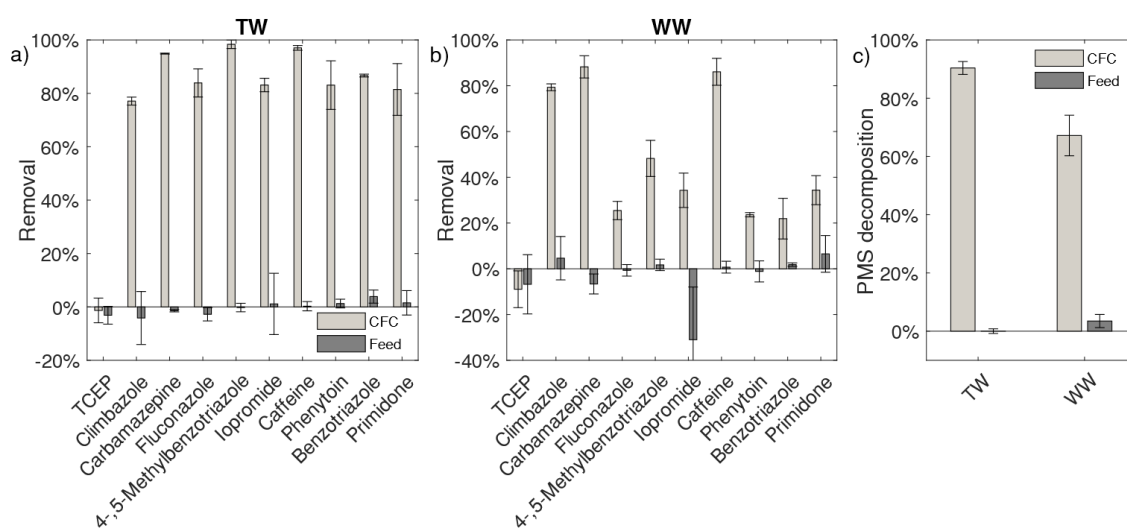 a)
TW
100%
80%
60%
40%
20%
0%
-20%
Removal
CFC
Feed
TCEP
Climbazole
Carbamazepine
Fluconazole
4-,5-Methylbenzotriazole
Iopromide
Caffeine
Phenytoin
Benzotriazole
Primidone
b)
WW
100%
80%
60%
40%
20%
0%
-20%
-40%
Removal
TCEP
Climbazole
Carbamazepine
Fluconazole
4-,5-Methylbenzotriazole
Iopromide
Caffeine
Phenytoin
Benzotriazole
Primidone
c)
100%
80%
60%
40%
20%
0%
PMS decomposition
CFC
Feed
TW
WW